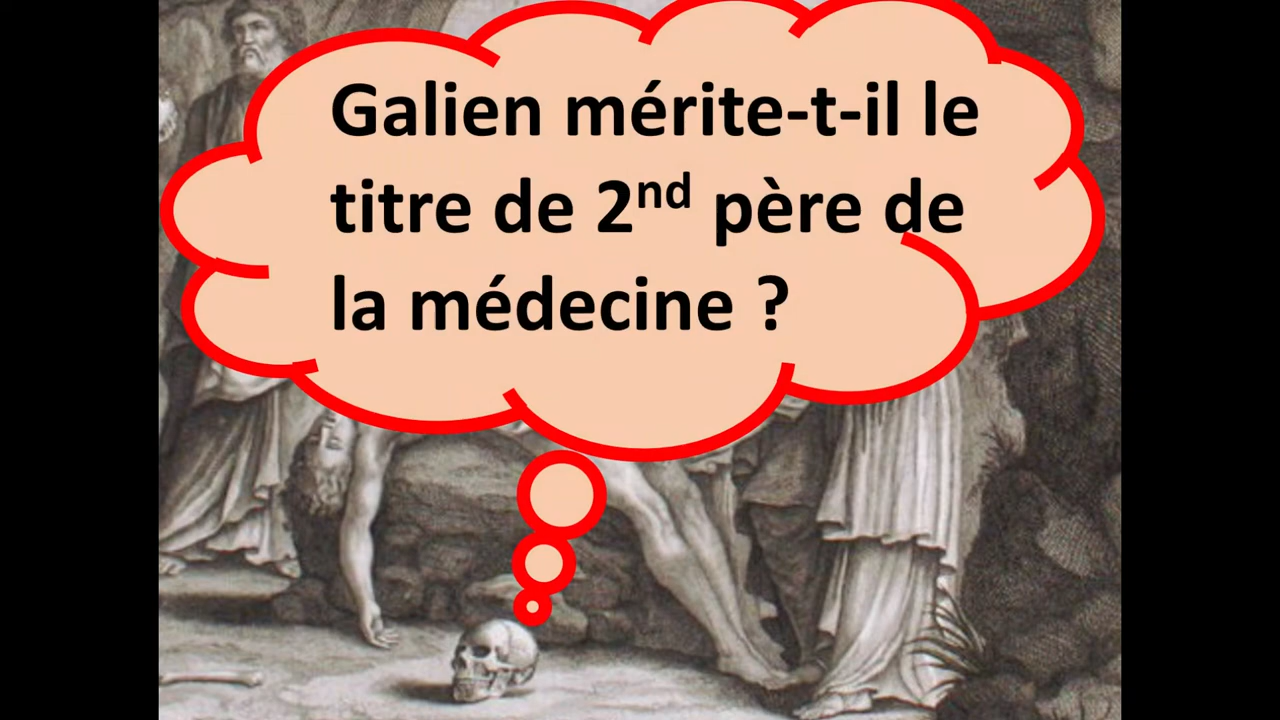 Galien mérite-t-il le
titre de 2nd père de
la médecine ?